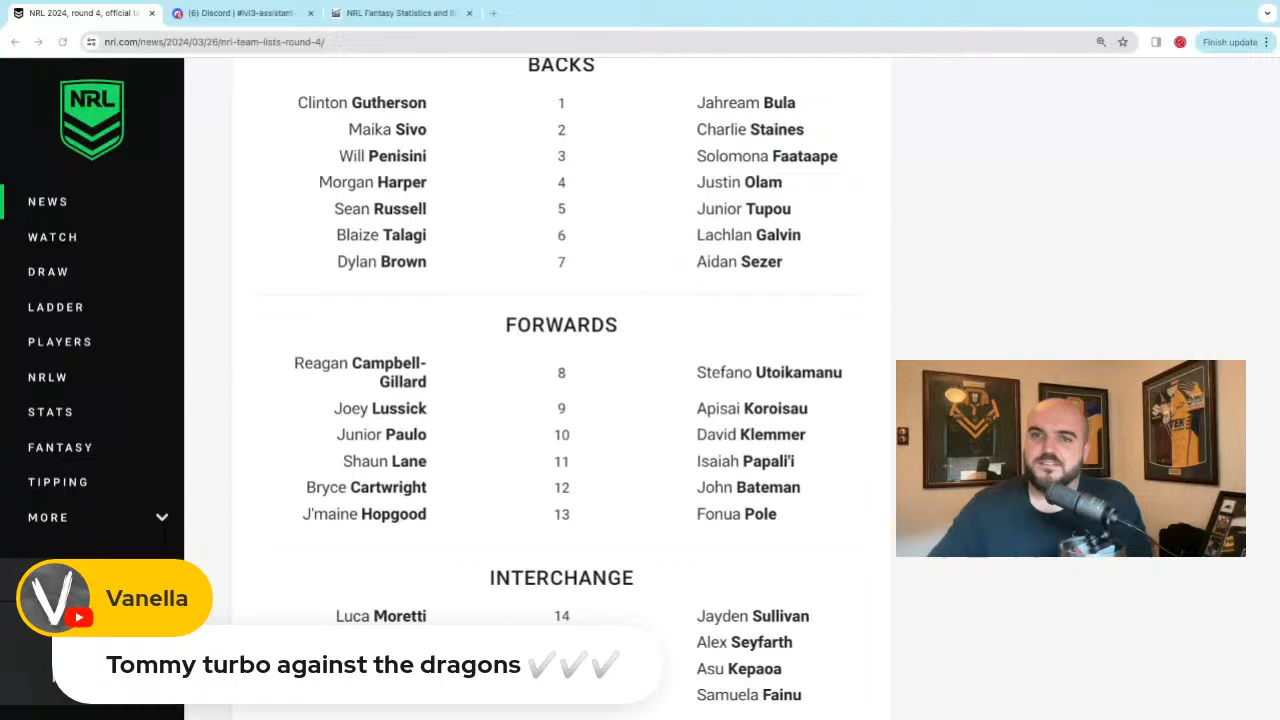 NRL 2024, round 4, official t
(6) Discord | #lvl3-assistant-
NRL Fantasy Statistics and B
nrl.com/news/2024/03/26/nrl-team-lists-round-4/
Finish update
NRL
NEWS
WATCH
DRAW
LADDER
PLAYERS
NRLW
STATS
FANTASY
TIPPING
MORE
BACKS
Clinton Gutherson 1 Jahream Bula
Maika Sivo 2 Charlie Staines
Will Penisini 3 Solomona Faataape
Morgan Harper 4 Justin Olam
Sean Russell 5 Junior Tupou
Blaize Talagi 6 Lachlan Galvin
Dylan Brown 7 Aidan Sezer
FORWARDS
Reagan Campbell-
Gillard 8 Stefano Utoikamanu
Joey Lussick 9 Apisai Koroisau
Junior Paulo 10 David Klemmer
Shaun Lane 11 Isaiah Papali'i
Bryce Cartwright 12 John Bateman
J'maine Hopgood 13 Fonua Pole
INTERCHANGE
Luca Moretti 14 Jayden Sullivan
Alex Seyfarth
Asu Kepaoa
Samuela Fainu
V
Vanella
Tommy turbo against the dragons ✔✔✔